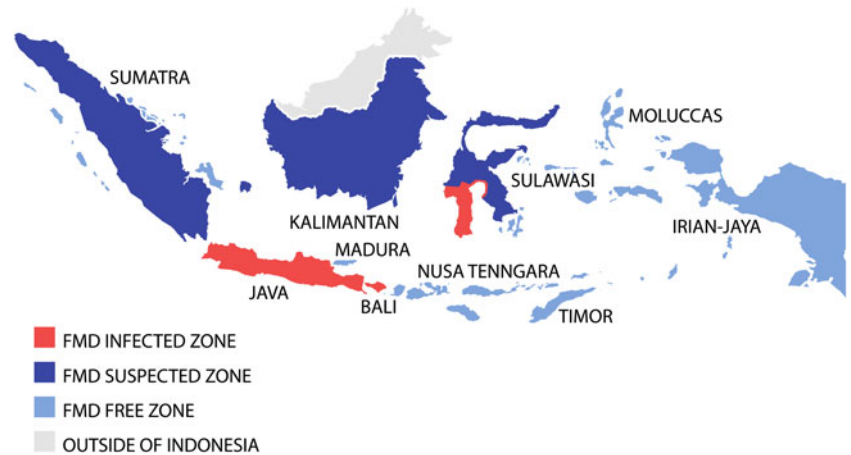 SUMATRA
MOLUCCAS
SULAWASI
KALIMANTAN
IRIAN-JAYA
MADURA
NUSA TENNGARA
JAVA
BALI
TIMOR
FMD INFECTED ZONE
FMD SUSPECTED ZONE
FMD FREE ZONE
OUTSIDE OF INDONESIA